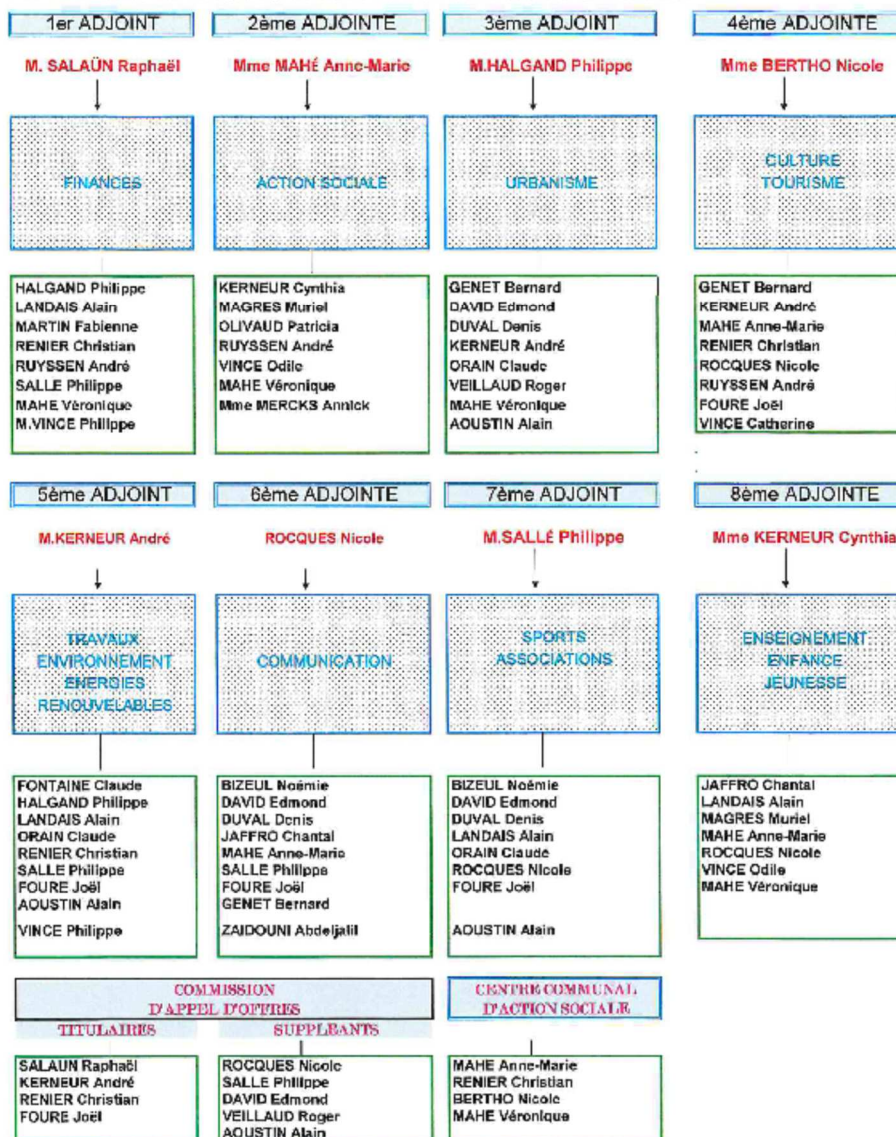 1er ADJOINT
M. SALAÜN Raphaël
FINANCES
HALGAND Philippe
LANDAIS Alain
MARTIN Fabienne
RENIER Christian
RUYSSEN André
SALLE Philippe
MAHE Véronique
M.VINCE Philippe
2ème ADJOINTE
Mme MAHÉ Anne-Marie
ACTION SOCIALE
KERNEUR Cynthia
MAGRES Muriel
OLIVAUD Patricia
RUYSSEN André
VINCE Odile
MAHE Véronique
Mme MERCKS Annick
3ème ADJOINT
M.HALGAND Philippe
URBANISME
GENET Bernard
DAVID Edmond
DUVAL Denis
KERNEUR André
ORAIN Claude
VEILLAUD Roger
MAHE Véronique
AOUSTIN Alain
4ème ADJOINTE
Mme BERTHO Nicole
CULTURE
TOURISME
GENET Bernard
KERNEUR André
MAHE Anne-Marie
RENIER Christian
ROCQUES Nicole
RUYSSEN André
FOURE Joël
VINCE Catherine
5ème ADJOINT
M.KERNEUR André
TRAVAUX
ENVIRONNEMENT
ENERGIES
RENOUVELABLES
FONTAINE Claude
HALGAND Philippe
LANDAIS Alain
ORAIN Claude
RENIER Christian
SALLE Philippe
FOURE Joël
AOUSTIN Alain
VINCE Philippe
6ème ADJOINTE
ROCQUES Nicole
COMMUNICATION
BIZEUL Noémie
DAVID Edmond
DUVAL Denis
JAFFRO Chantal
MAHE Anne-Marie
SALLE Philippe
FOURE Joël
GENET Bernard
ZAIDOUNI Abdeljalil
7ème ADJOINT
M.SALLÉ Philippe
SPORTS
ASSOCIATIONS
BIZEUL Noémie
DAVID Edmond
DUVAL Denis
LANDAIS Alain
ORAIN Claude
ROCQUES Nicole
FOURE Joël
AOUSTIN Alain
8ème ADJOINTE
Mme KERNEUR Cynthia
ENSEIGNEMENT
ENFANCE
JEUNESSE
JAFFRO Chantal
LANDAIS Alain
MAGRES Muriel
MAHE Anne-Marie
ROCQUES Nicole
VINCE Odile
MAHE Véronique
COMMISSION
D'APPEL D'OFFRES
TITULAIRES
SALAUN Raphaël
KERNEUR André
RENIER Christian
FOURE Joël
SUPPLEANTS
ROCQUES Nicole
SALLE Philippe
DAVID Edmond
VEILLAUD Roger
AOUSTIN Alain
CENTRE COMMUNAL
D'ACTION SOCIALE
MAHE Anne-Marie
RENIER Christian
BERTHO Nicole
MAHE Véronique